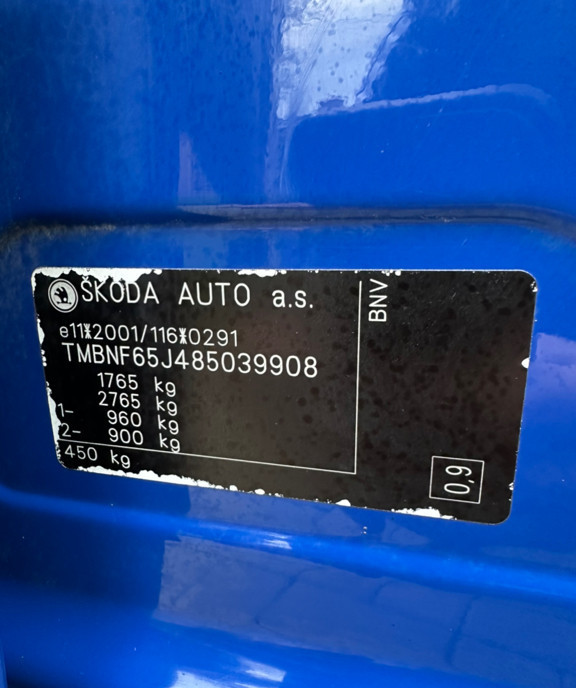 ŠKODA AUTO a.s.
e11*2001/116*0291
TMBNF65J485039908
1765 kg
2765 kg
1- 960 kg
2- 900 kg
450 kg
BNV
0,9